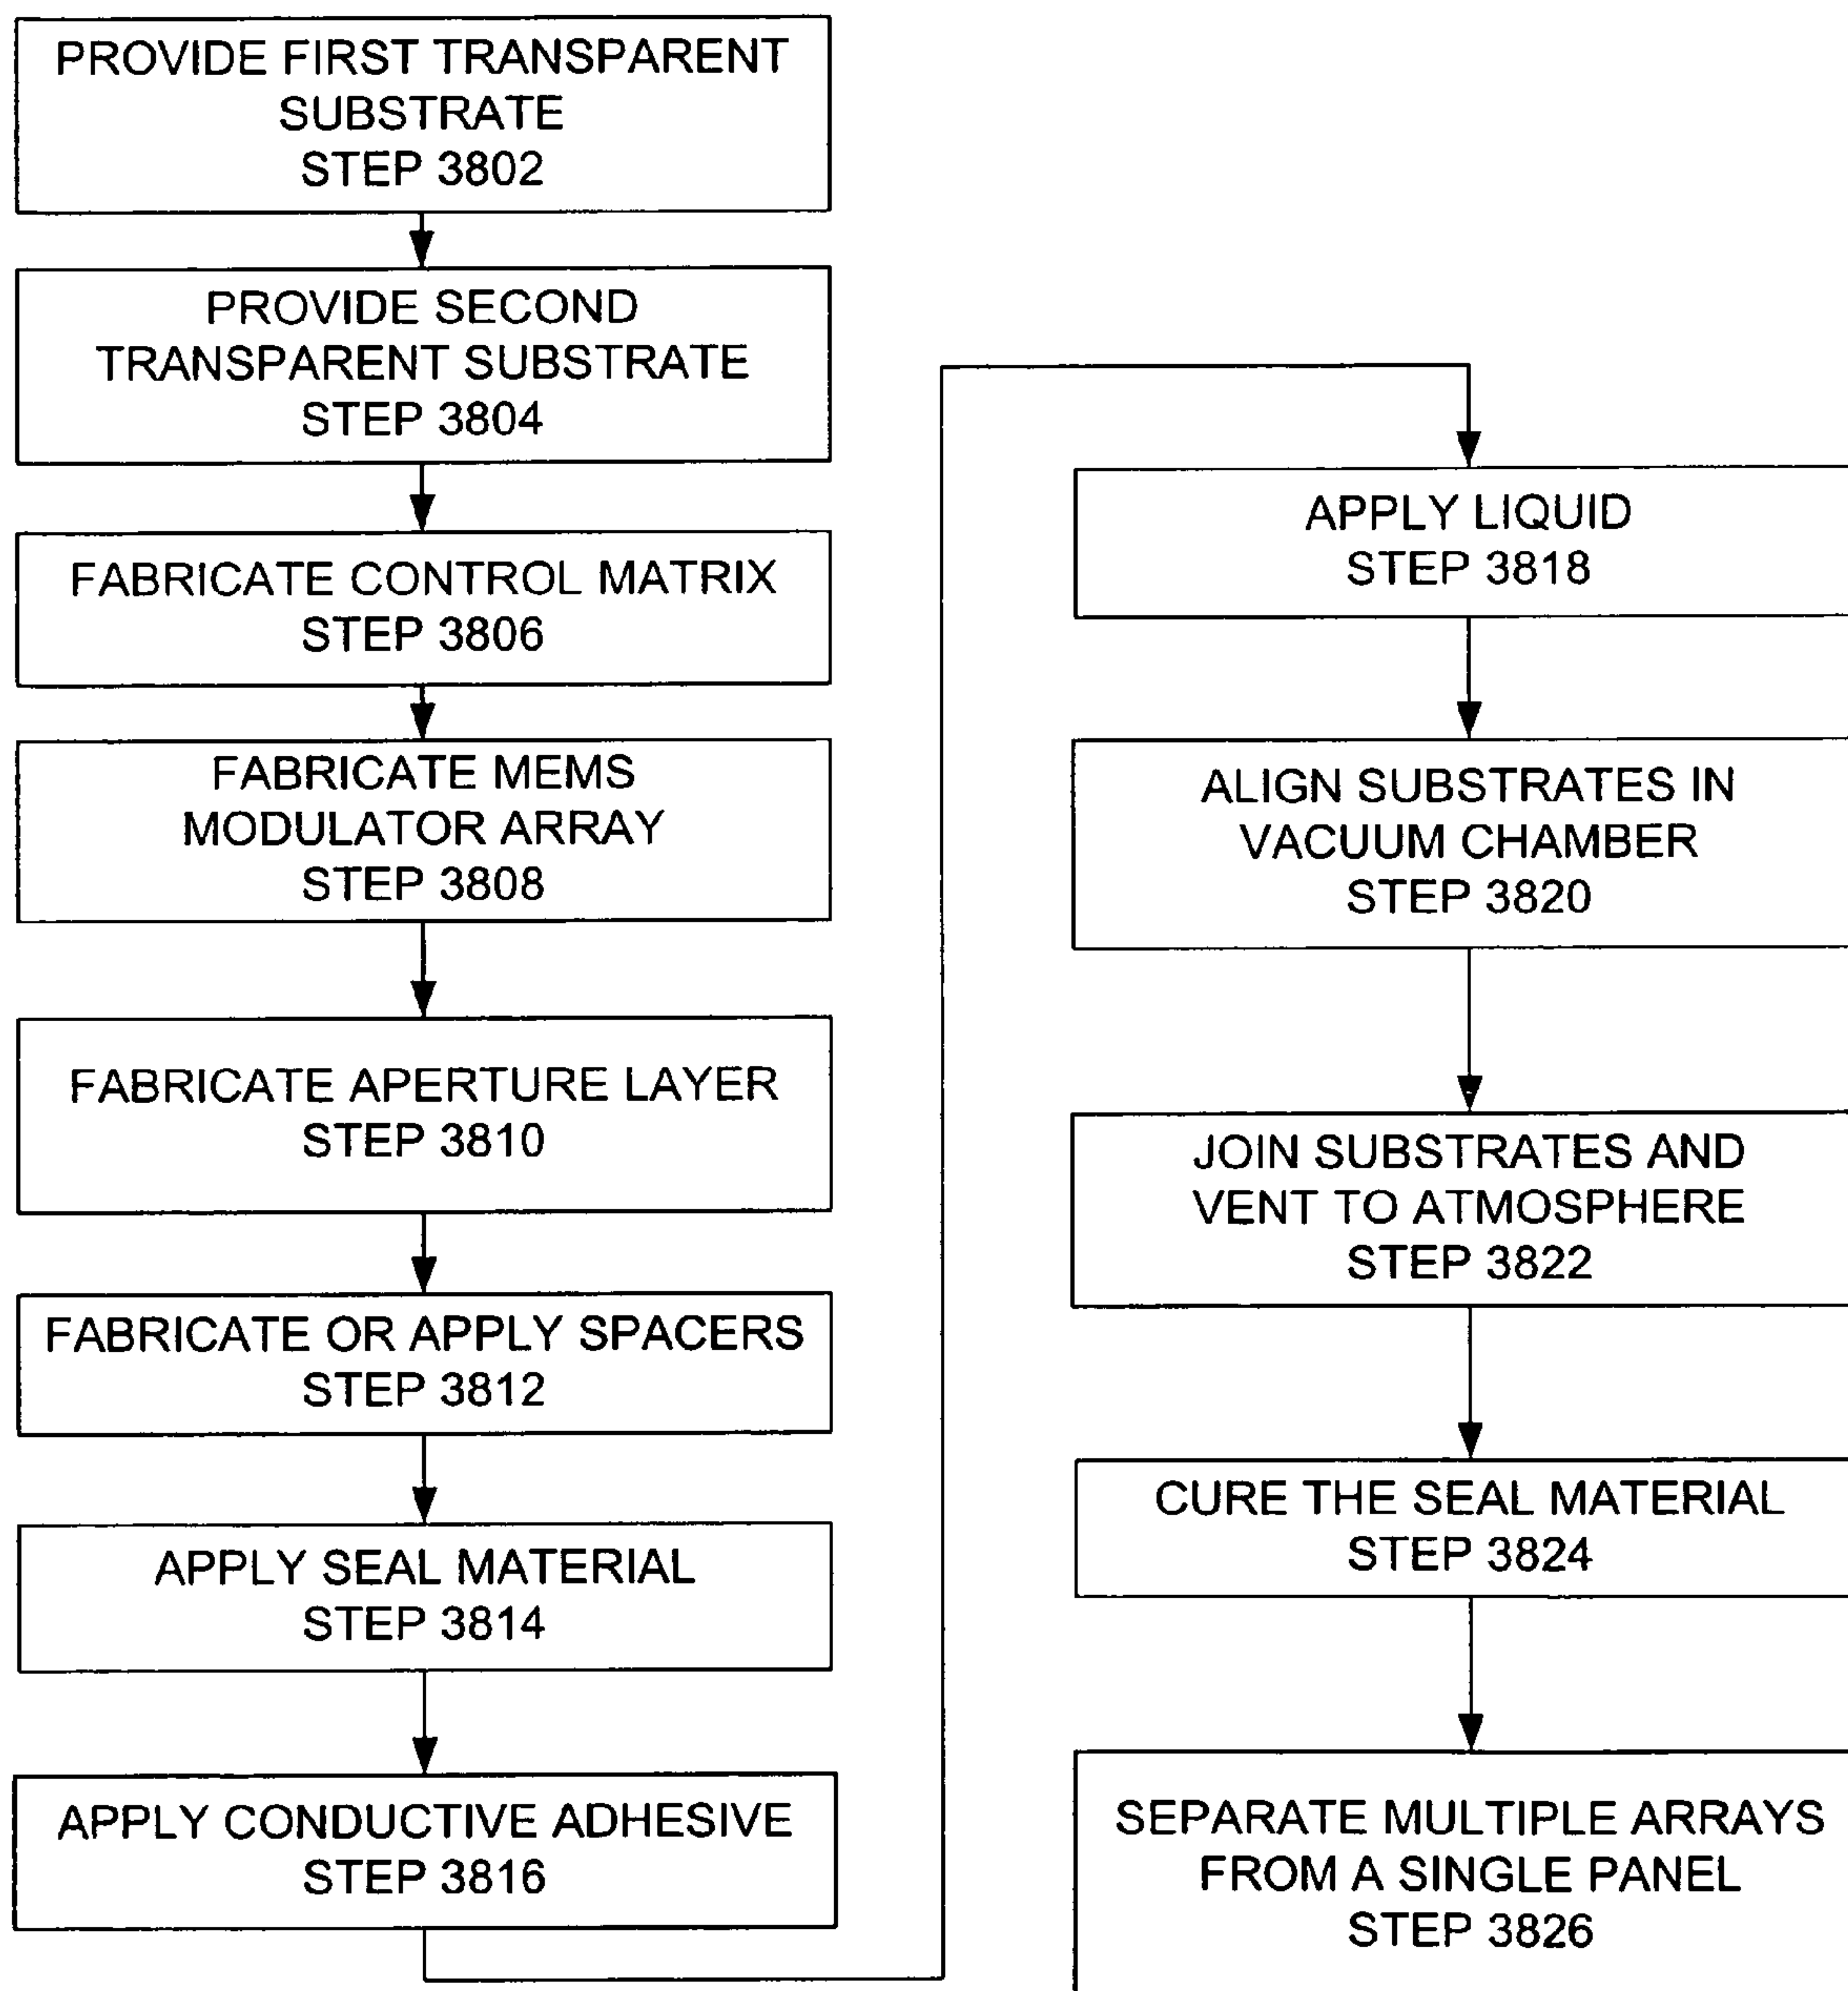 PROVIDE FIRST TRANSPARENT
SUBSTRATE
STEP 3802
PROVIDE SECOND
TRANSPARENT SUBSTRATE
STEP 3804
FABRICATE CONTROL MATRIX
STEP 3806
FABRICATE MEMS
MODULATOR ARRAY
STEP 3808
FABRICATE APERTURE LAYER
STEP 3810
FABRICATE OR APPLY SPACERS
STEP 3812
APPLY SEAL MATERIAL
STEP 3814
APPLY CONDUCTIVE ADHESIVE
STEP 3816
APPLY LIQUID
STEP 3818
ALIGN SUBSTRATES IN
VACUUM CHAMBER
STEP 3820
JOIN SUBSTRATES AND
VENT TO ATMOSPHERE
STEP 3822
CURE THE SEAL MATERIAL
STEP 3824
SEPARATE MULTIPLE ARRAYS
FROM A SINGLE PANEL
STEP 3826